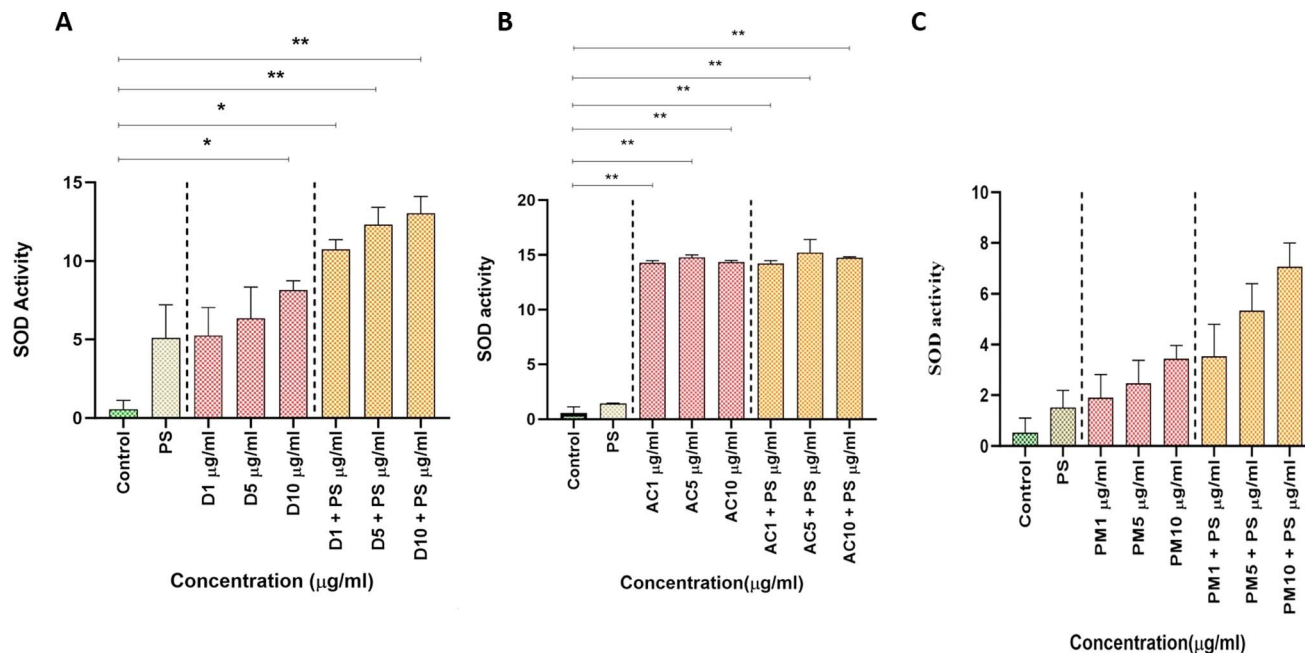 A
**
**
*
*
SOD Activity
15
10
5
0
Control
PS
D1 μg/ml
D5 μg/ml
D10 μg/ml
D1 + PS μg/ml
D5 + PS μg/ml
D10 + PS μg/ml
Concentration (μg/ml)
B
**
**
**
**
**
**
SOD activity
20
15
10
5
0
Control
PS
AC1 μg/ml
AC5 μg/ml
AC10 μg/ml
AC1 + PS μg/ml
AC5 + PS μg/ml
AC10 + PS μg/ml
Concentration(μg/ml)
C
SOD activity
10
8
6
4
2
0
Control
PS
PM1 μg/ml
PM5 μg/ml
PM10 μg/ml
PM1 + PS μg/ml
PM5 + PS μg/ml
PM10 + PS μg/ml
Concentration(μg/ml)